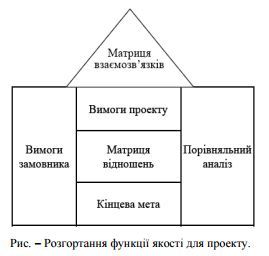 Матриця
взаємозв’язків
Вимоги проекту
Вимоги
замовника
Матриця
відношень
Порівняльний
аналіз
Кінцева мета
Рис. – Розгортання функції якості для проекту.